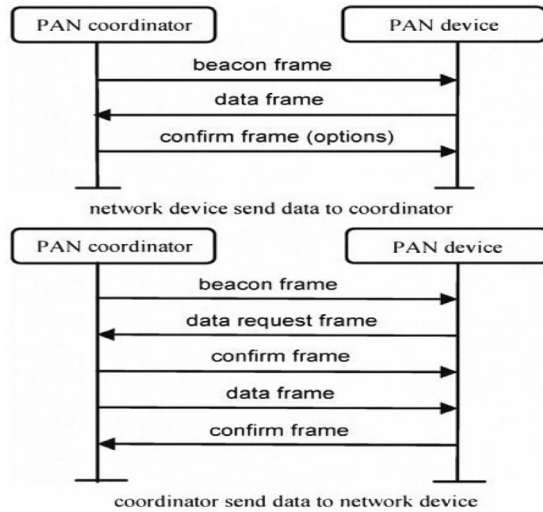 PAN coordinator PAN device
beacon frame
data frame
confirm frame (options)
network device send data to coordinator
PAN coordinator PAN device
beacon frame
data request frame
confirm frame
data frame
confirm frame
coordinator send data to network device